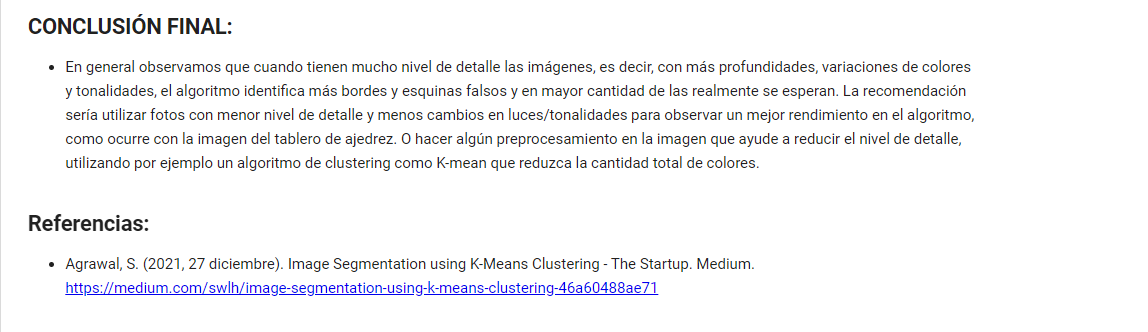 CONCLUSIÓN FINAL:
• En general observamos que cuando tienen mucho nivel de detalle las imágenes, es decir, con más profundidades, variaciones de colores
y tonalidades, el algoritmo identifica más bordes y esquinas falsos y en mayor cantidad de las realmente se esperan. La recomendación
sería utilizar fotos con menor nivel de detalle y menos cambios en luces/tonalidades para observar un mejor rendimiento en el algoritmo,
como ocurre con la imagen del tablero de ajedrez. O hacer algún preprocesamiento en la imagen que ayude a reducir el nivel de detalle,
utilizando por ejemplo un algoritmo de clustering como K-mean que reduzca la cantidad total de colores.
Referencias:
• Agrawal, S. (2021, 27 diciembre). Image Segmentation using K-Means Clustering - The Startup. Medium.
https://medium.com/swlh/image-segmentation-using-k-means-clustering-46a60488ae71